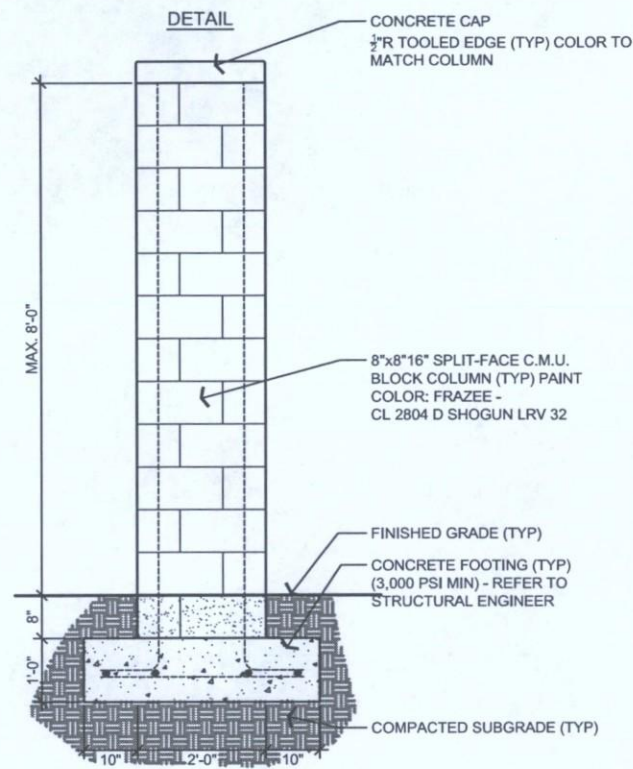 DETAIL
CONCRETE CAP
½"R TOOLED EDGE (TYP) COLOR TO
MATCH COLUMN
MAX. 8'-0"
8"x8"16" SPLIT-FACE C.M.U.
BLOCK COLUMN (TYP) PAINT
COLOR: FRAZEE -
CL 2804 D SHOGUN LRV 32
FINISHED GRADE (TYP)
CONCRETE FOOTING (TYP)
(3,000 PSI MIN) - REFER TO
STRUCTURAL ENGINEER
8"
1'-0"
COMPACTED SUBGRADE (TYP)
10"
2'-0"
10"